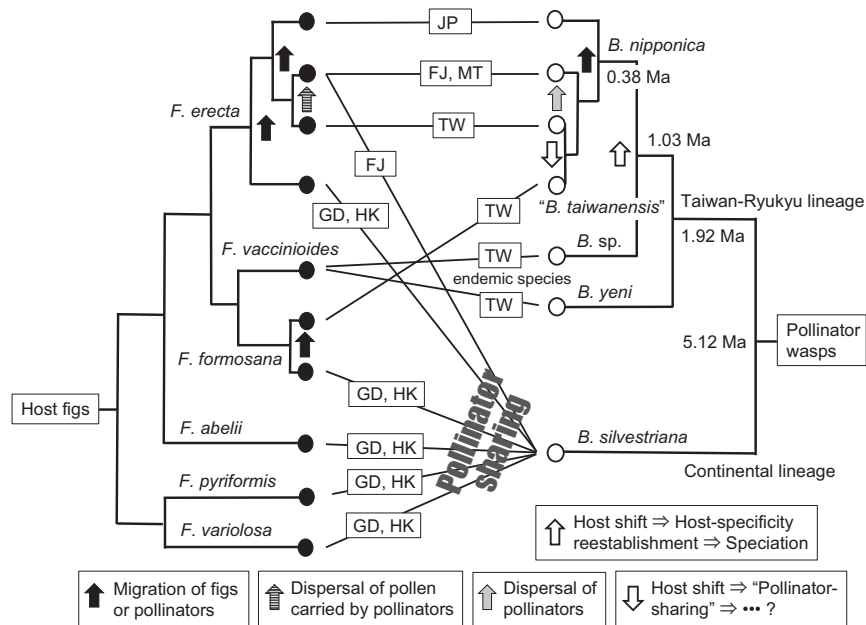 JP
B. nipponica
FJ, MT
0.38 Ma
F. erecta
TW
1.03 Ma
FJ
GD, HK
"B. taiwanensis"
Taiwan-Ryukyu lineage
TW
F. vaccinioides
TW
B. sp.
1.92 Ma
endemic species
TW
B. yeni
F. formosana
5.12 Ma
Pollinator
wasps
Host figs
GD, HK
Pollinator
sharing
F. abelii
GD, HK
B. silvestriana
Continental lineage
F. pyriformis
GD, HK
F. variolosa
GD, HK
Host shift ⇒ Host-specificity
reestablishment ⇒ Speciation
Migration of figs
or pollinators
Dispersal of pollen
carried by pollinators
Dispersal of
pollinators
Host shift ⇒ "Pollinator-
sharing" ⇒ ••• ?